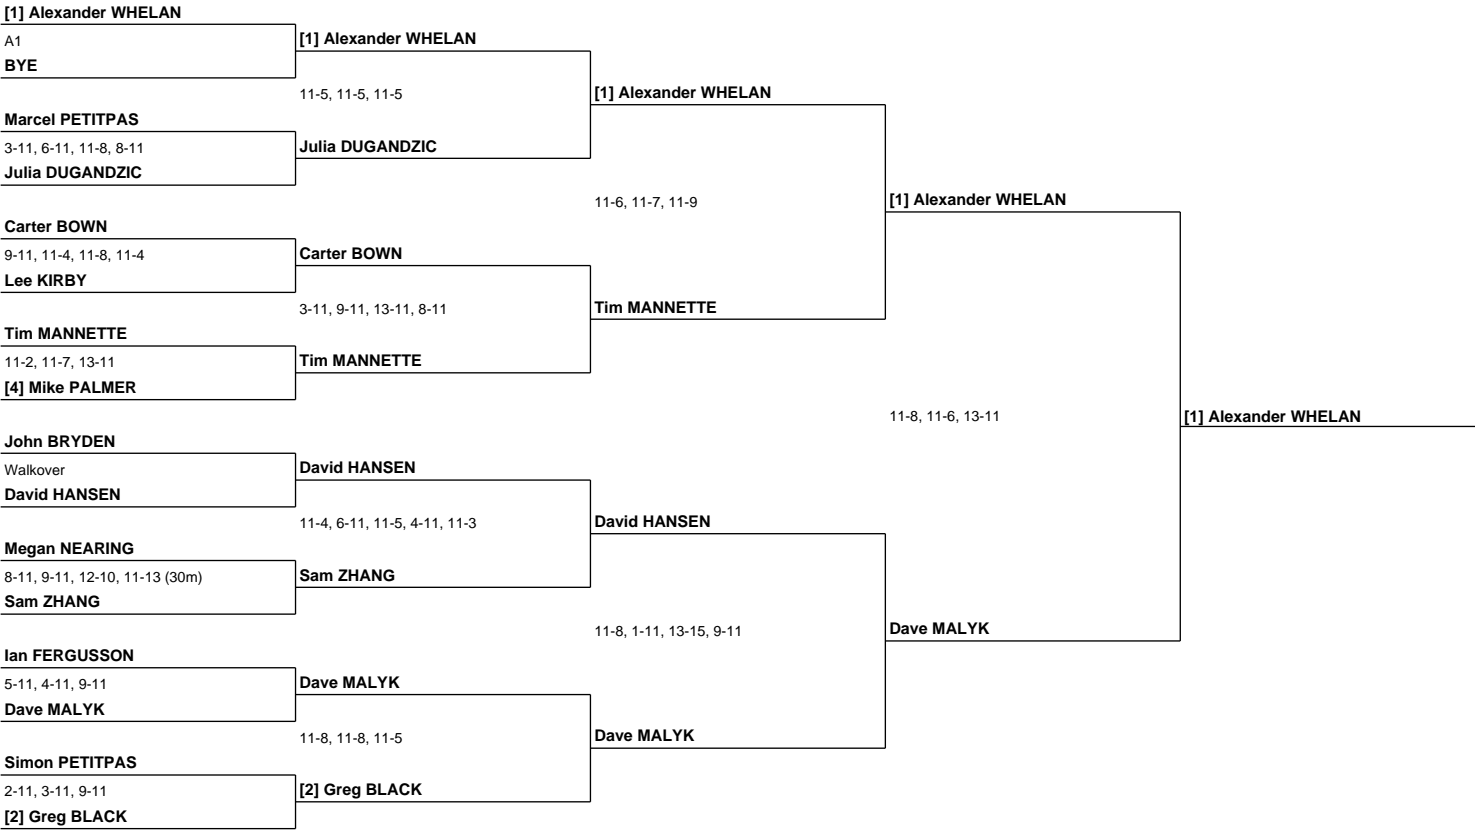 [1] Alexander WHELAN
A1
BYE
Marcel PETITPAS
3-11, 6-11, 11-8, 8-11
Julia DUGANDZIC
Carter BOWN
9-11, 11-4, 11-8, 11-4
Lee KIRBY
Tim MANNETTE
11-2, 11-7, 13-11
[4] Mike PALMER
John BRYDEN
Walkover
David HANSEN
Megan NEARING
8-11, 9-11, 12-10, 11-13 (30m)
Sam ZHANG
Ian FERGUSSON
5-11, 4-11, 9-11
Dave MALYK
Simon PETITPAS
2-11, 3-11, 9-11
[2] Greg BLACK
[1] Alexander WHELAN
11-5, 11-5, 11-5
Julia DUGANDZIC
Carter BOWN
3-11, 9-11, 13-11, 8-11
Tim MANNETTE
David HANSEN
11-4, 6-11, 11-5, 4-11, 11-3
Sam ZHANG
Dave MALYK
11-8, 11-8, 11-5
[2] Greg BLACK
[1] Alexander WHELAN
11-6, 11-7, 11-9
Tim MANNETTE
David HANSEN
11-8, 1-11, 13-15, 9-11
Dave MALYK
[1] Alexander WHELAN
11-8, 11-6, 13-11
Dave MALYK
[1] Alexander WHELAN